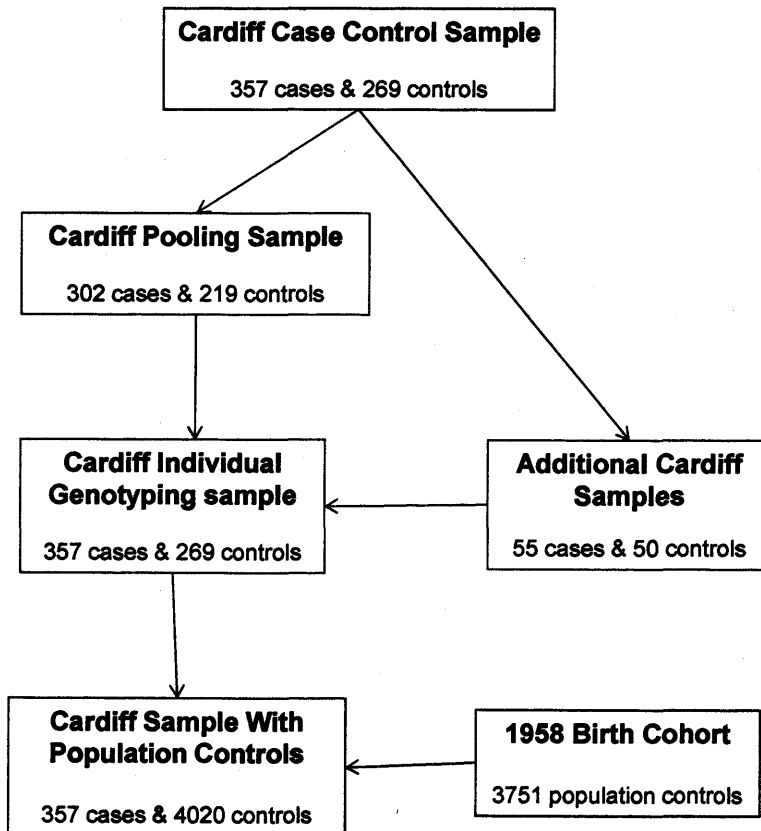 Cardiff Case Control Sample
357 cases & 269 controls
Cardiff Pooling Sample
302 cases & 219 controls
Cardiff Individual
Genotyping sample
357 cases & 269 controls
Additional Cardiff
Samples
55 cases & 50 controls
Cardiff Sample With
Population Controls
357 cases & 4020 controls
1958 Birth Cohort
3751 population controls